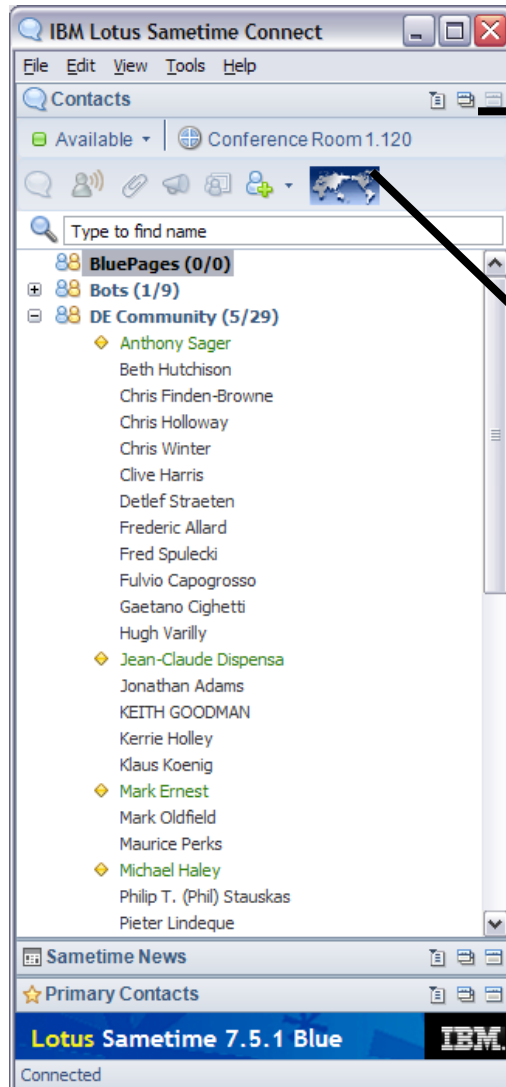 IBM Lotus Sametime Connect
File Edit View Tools Help
Contacts
Available Conference Room 1.120
Type to find name
BluePages (0/0)
Bots (1/9)
DE Community (5/29)
Anthony Sager
Beth Hutchison
Chris Finden-Browne
Chris Holloway
Chris Winter
Clive Harris
Detlef Straeten
Frederic Allard
Fred Spulecki
Fulvio Capogrosso
Gaetano Cighetti
Hugh Varilly
Jean-Claude Dispensa
Jonathan Adams
KEITH GOODMAN
Kerrie Holley
Klaus Koenig
Mark Ernest
Mark Oldfield
Maurice Perks
Michael Haley
Philip T. (Phil) Stauskas
Pieter Lindeque
Sametime News
Primary Contacts
Lotus Sametime 7.5.1 Blue IBM.
Connected